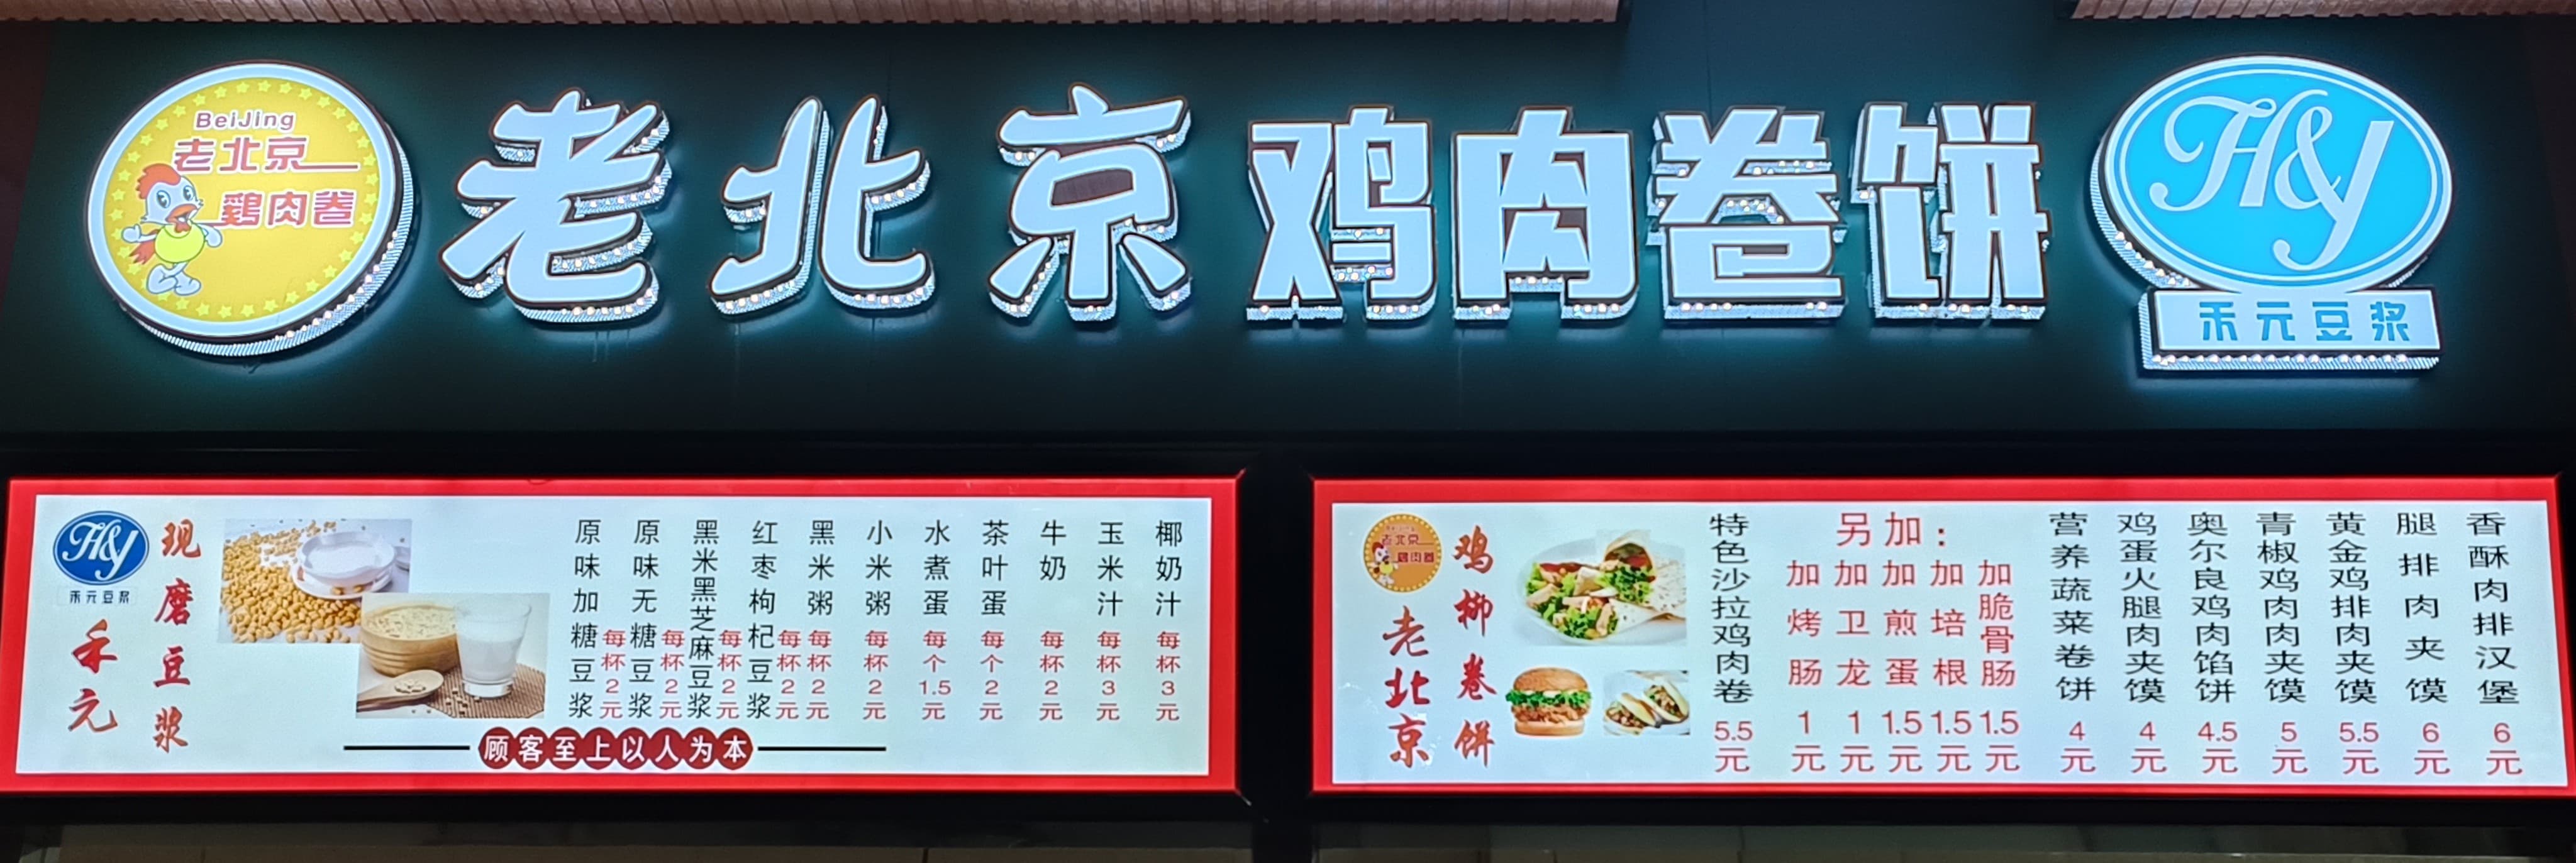 BeiJing
老北京
鷄肉卷
老北京鸡肉卷饼
H&y
禾元豆浆
H&y
禾元豆浆
禾元
现磨豆浆
原味加糖豆浆 每杯2元
原味无糖豆浆 每杯2元
黑米黑芝麻豆浆 每杯2元
红枣枸杞豆浆 每杯2元
黑米粥 每杯2元
小米粥 每杯2元
水煮蛋 每个1.5元
茶叶蛋 每个2元
牛奶 每杯2元
玉米汁 每杯3元
椰奶汁 每杯3元
顾客至上以人为本
老北京
鷄肉卷
老北京
鸡柳卷饼
特色沙拉鸡肉卷 5.5元
另加：
加烤肠 1元
加卫龙 1元
加煎蛋 1.5元
加培根 1.5元
加脆骨肠 1.5元
营养蔬菜卷饼 4元
鸡蛋火腿肉夹馍 4元
奥尔良鸡肉馅饼 4.5元
青椒鸡肉肉夹馍 5元
黄金鸡排肉夹馍 5.5元
腿排肉夹馍 6元
香酥肉排汉堡 6元